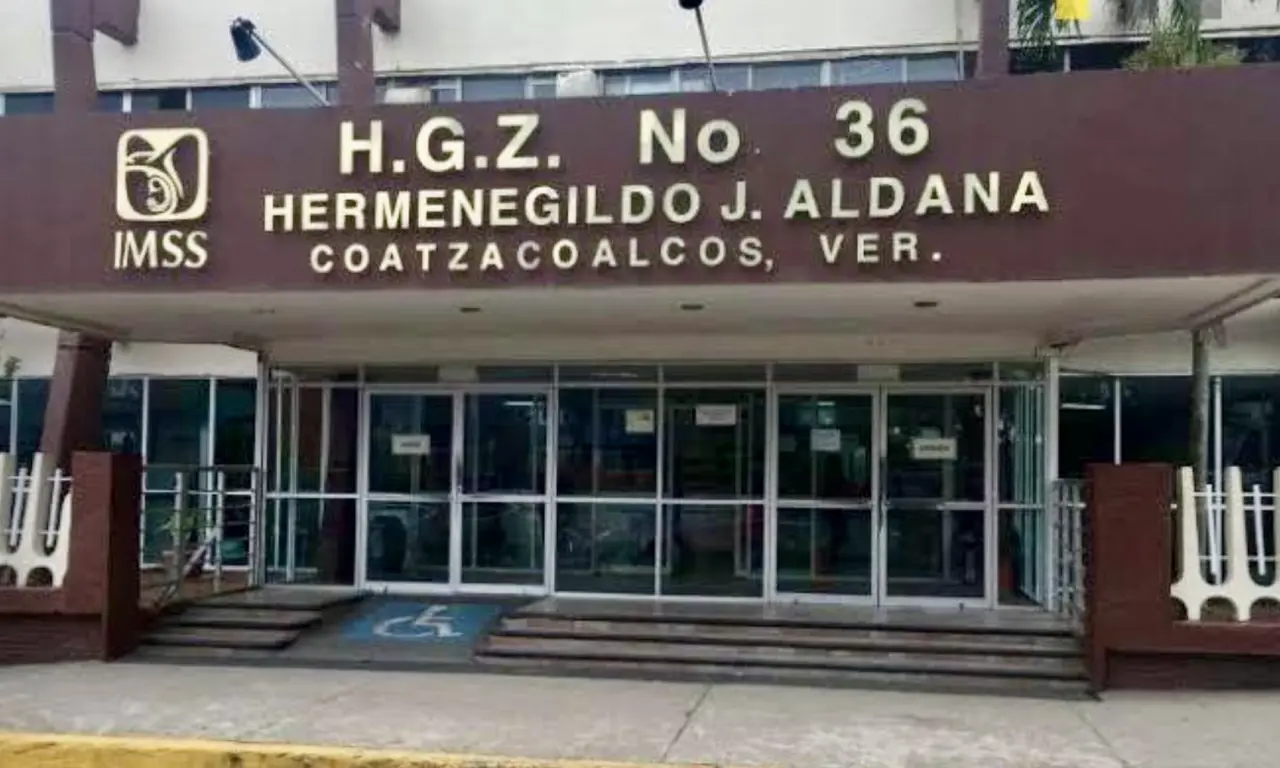 H.G.Z. No. 36
HERMENEGILDO J. ALDANA
COATZACOALCOS, VER.
IMSS